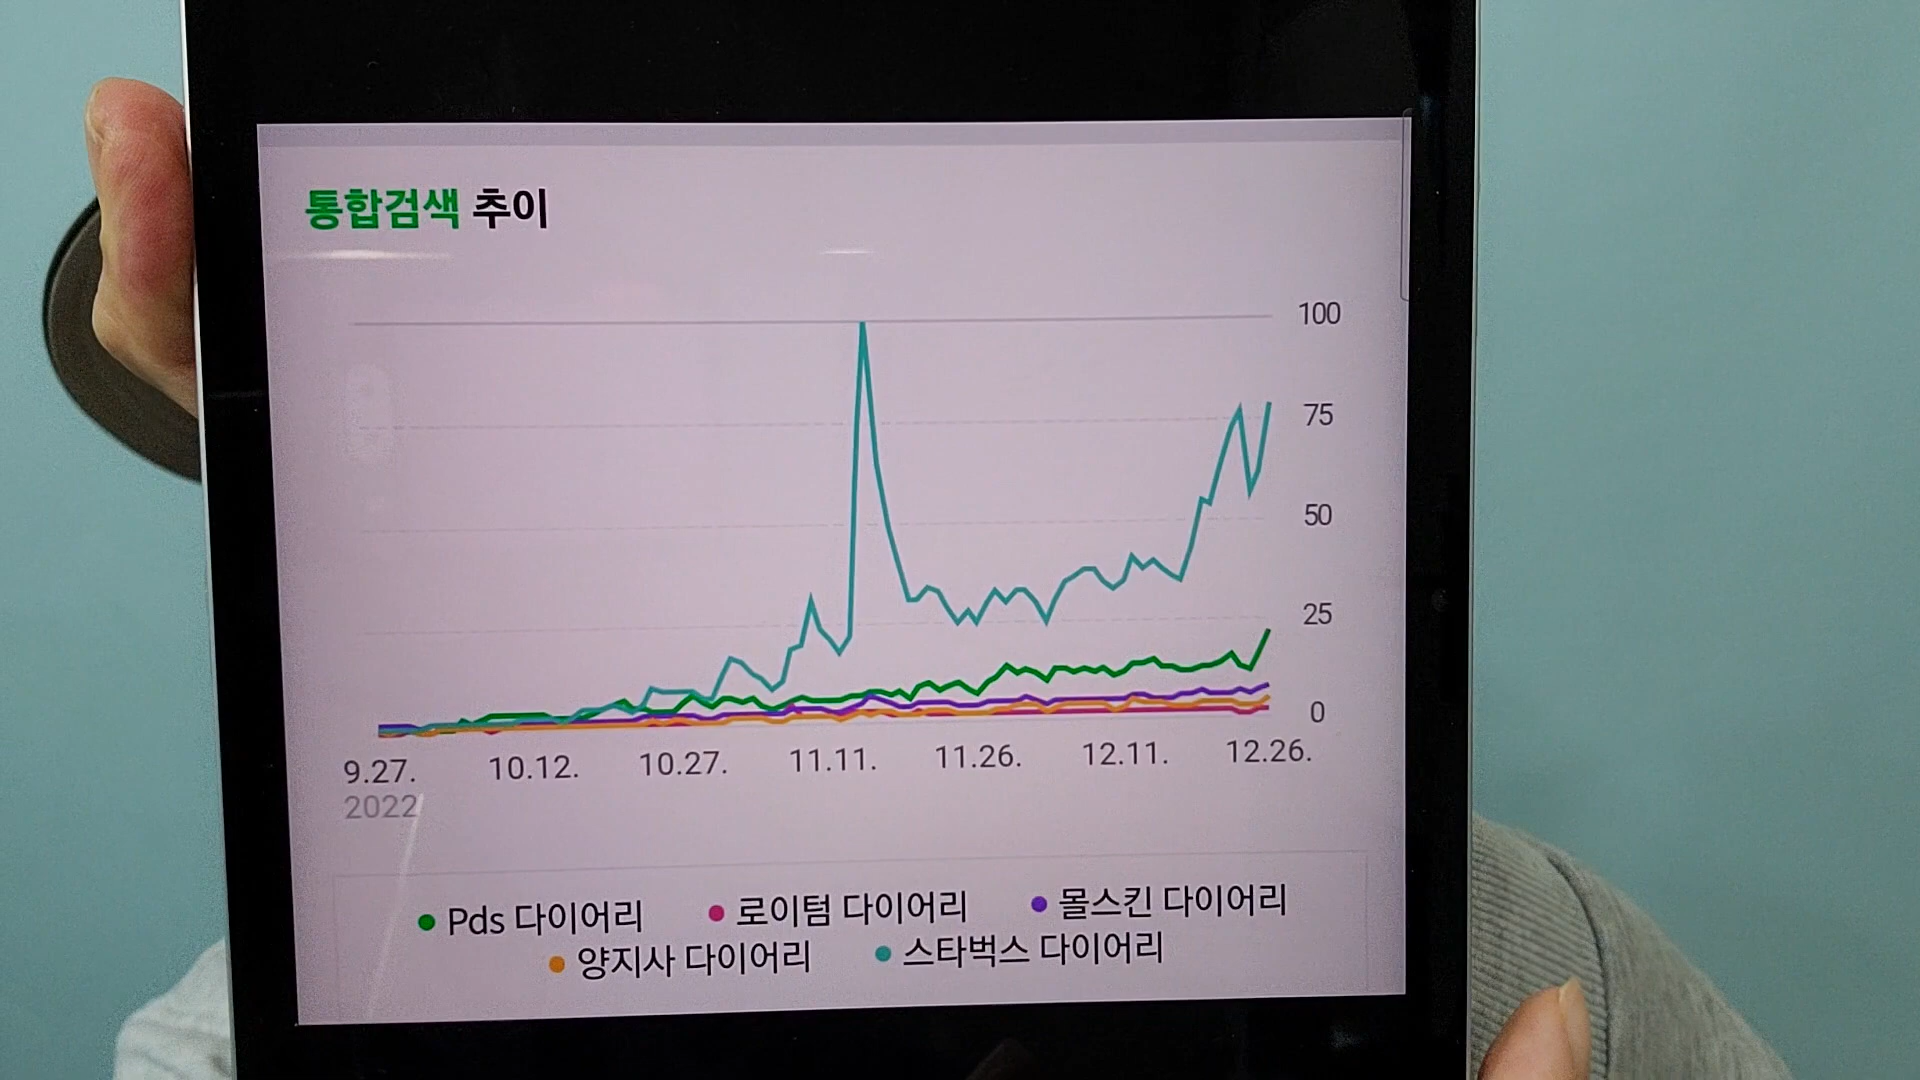 통합검색 추이
100
75
50
25
0
9.27. 10.12. 10.27. 11.11. 11.26. 12.11. 12.26.
2022
Pds 다이어리 로이텀 다이어리 몰스킨 다이어리
양지사 다이어리 스타벅스 다이어리